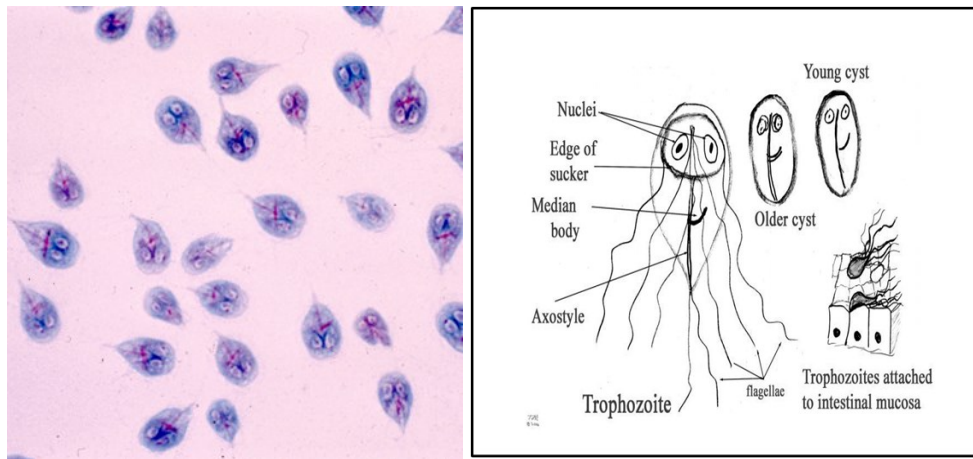 Young cyst
Nuclei
Edge of
sucker
Median
body
Older cyst
Axostyle
flagellae
Trophozoite
Trophozoites attached
to intestinal mucosa